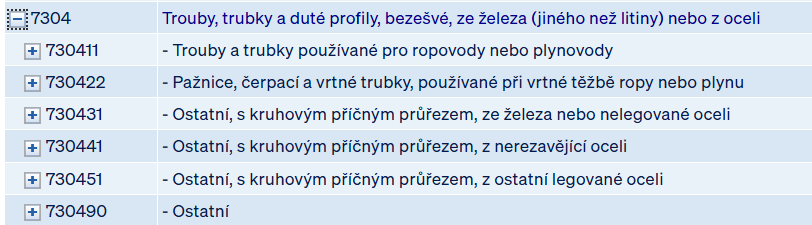 7304 Trouby, trubky a duté profily, bezešvé, ze železa (jiného než litiny) nebo z oceli
730411 - Trouby a trubky používané pro ropovody nebo plynovody
730422 - Pažnice, čerpací a vrtné trubky, používané při vrtné těžbě ropy nebo plynu
730431 - Ostatní, s kruhovým příčným průřezem, ze železa nebo nelegované oceli
730441 - Ostatní, s kruhovým příčným průřezem, z nerezavějící oceli
730451 - Ostatní, s kruhovým příčným průřezem, z ostatní legované oceli
730490 - Ostatní